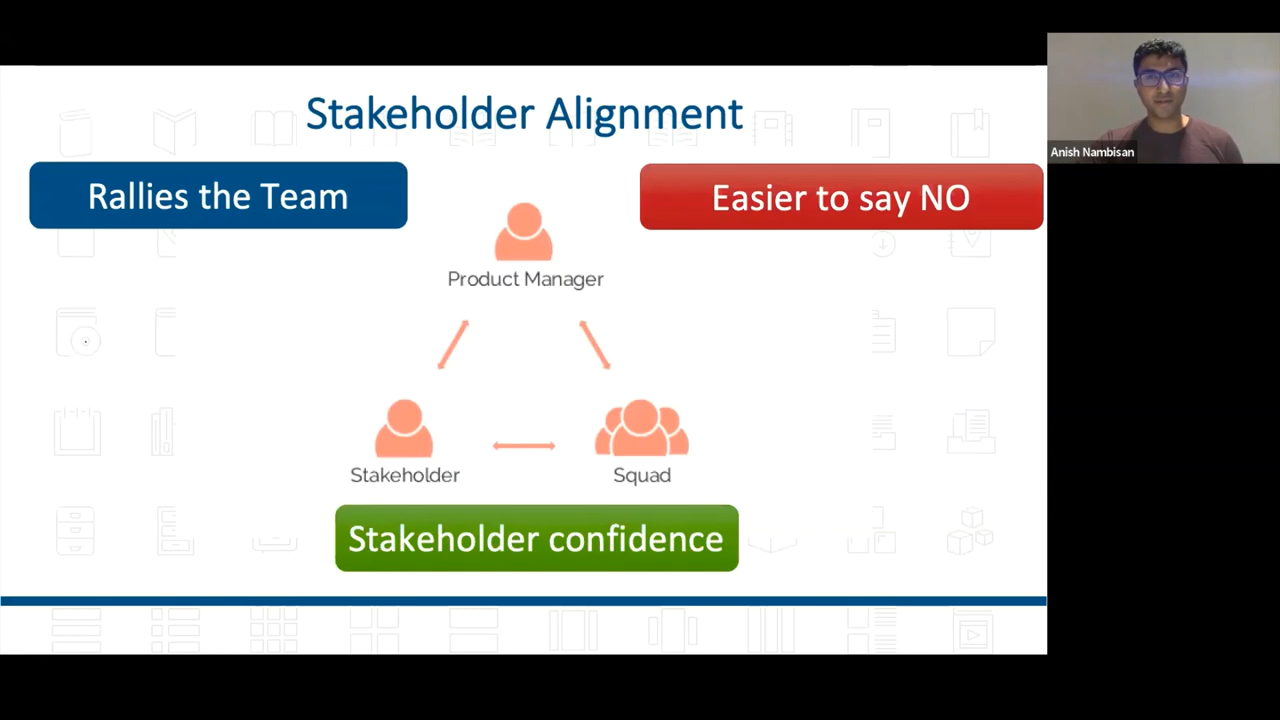 Stakeholder Alignment
Rallies the Team
Easier to say NO
Product Manager
Stakeholder
Squad
Stakeholder confidence
Anish Nambisan